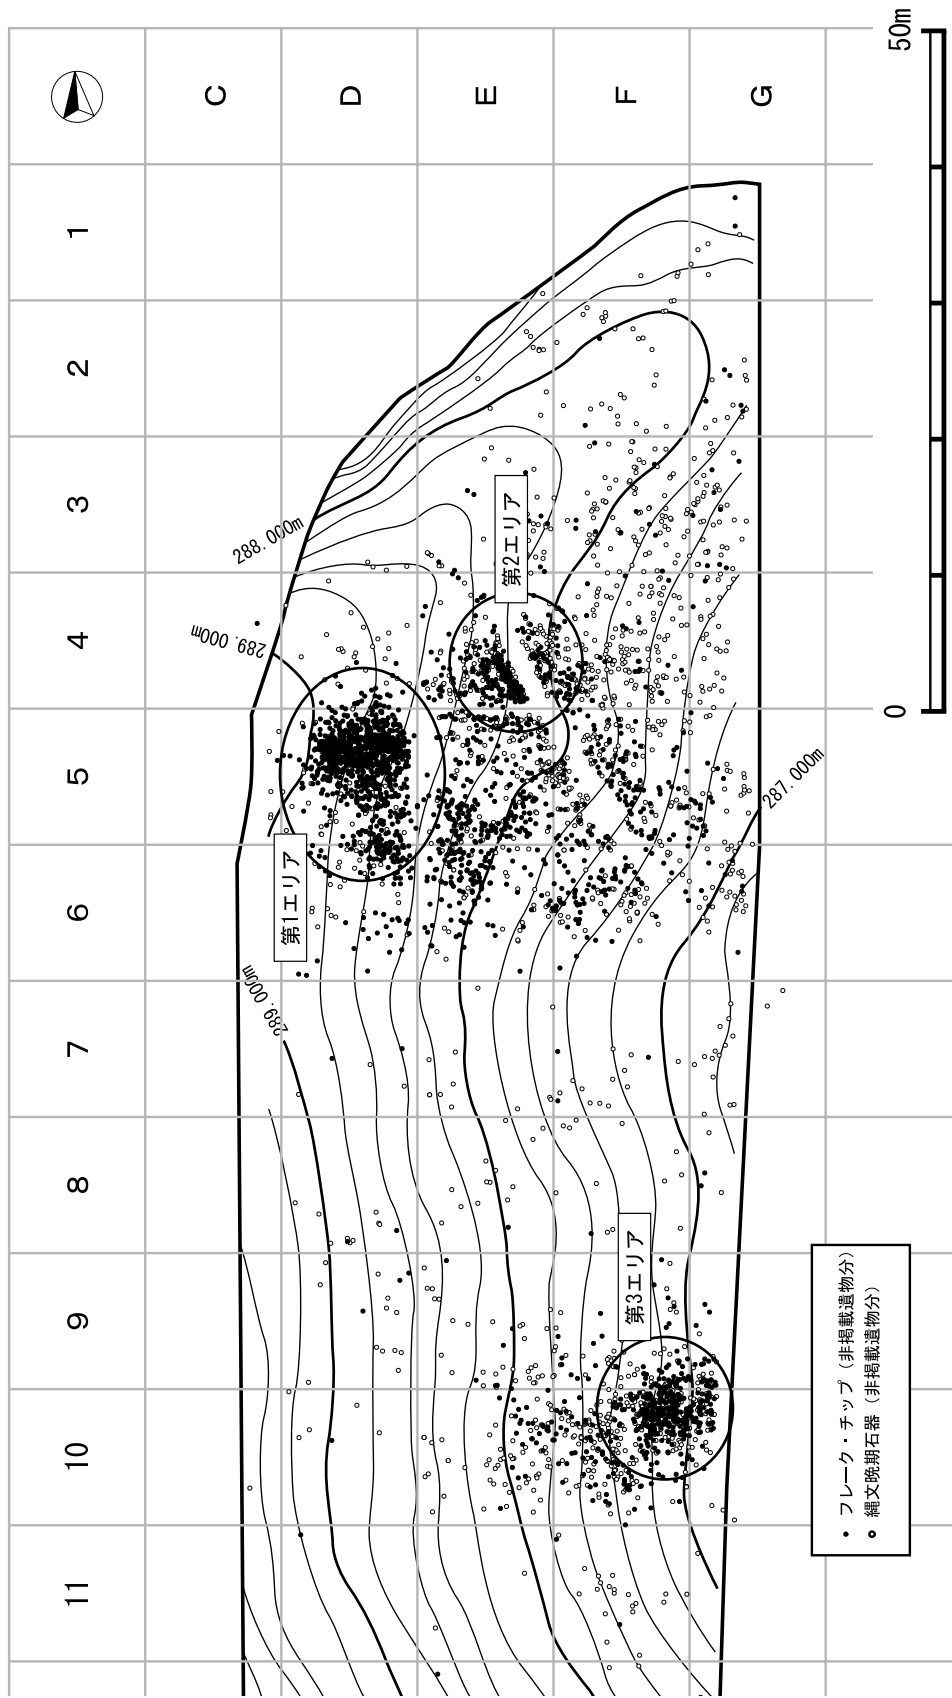 C
D
E
F
G
1
2
3
4
5
6
7
8
9
10
11
50m
0
288.000m
289.000m
第2エリア
第1エリア
289.000m
287.000m
第3エリア
フレーク・チップ（非掲載遺物分）
縄文晩期石器（非掲載遺物分）